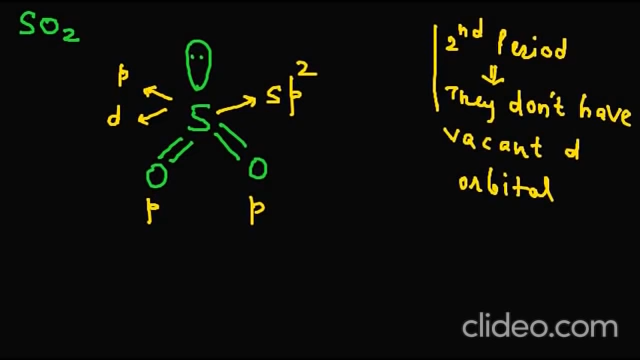 SO2
p
d
S
sp2
O
O
p
p
2nd Period
⇓
They don't have
vacant d
orbital
clideo.com